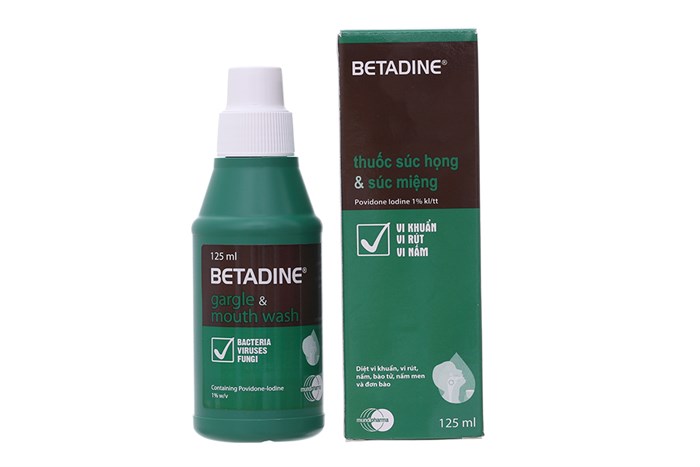 125 ml
BETADINE®
gargle &
mouth wash
BACTERIA
VIRUSES
FUNGI
Containing Povidone-Iodine
1% w/v
mundipharma
BETADINE®
thuốc súc họng
& súc miệng
Povidone Iodine 1% kl/tt
VI KHUẨN
VI RÚT
VI NẤM
Diệt vi khuẩn, vi rút,
nấm, bào tử, nấm men
và đơn bào
mundipharma
125 ml